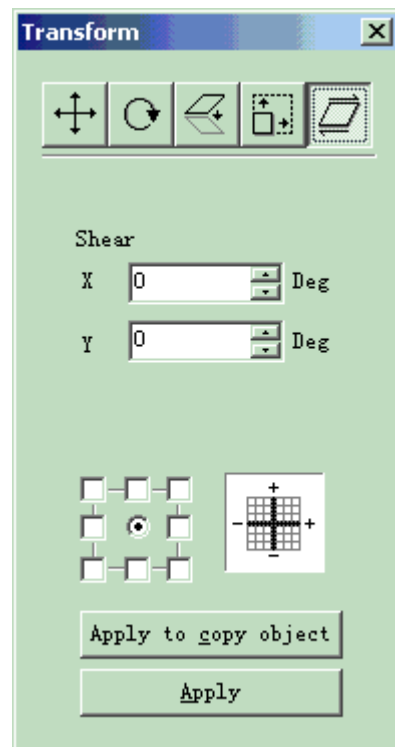 Transform
Shear
X 0 Deg
Y 0 Deg
+
- +
-
Apply to copy object
Apply